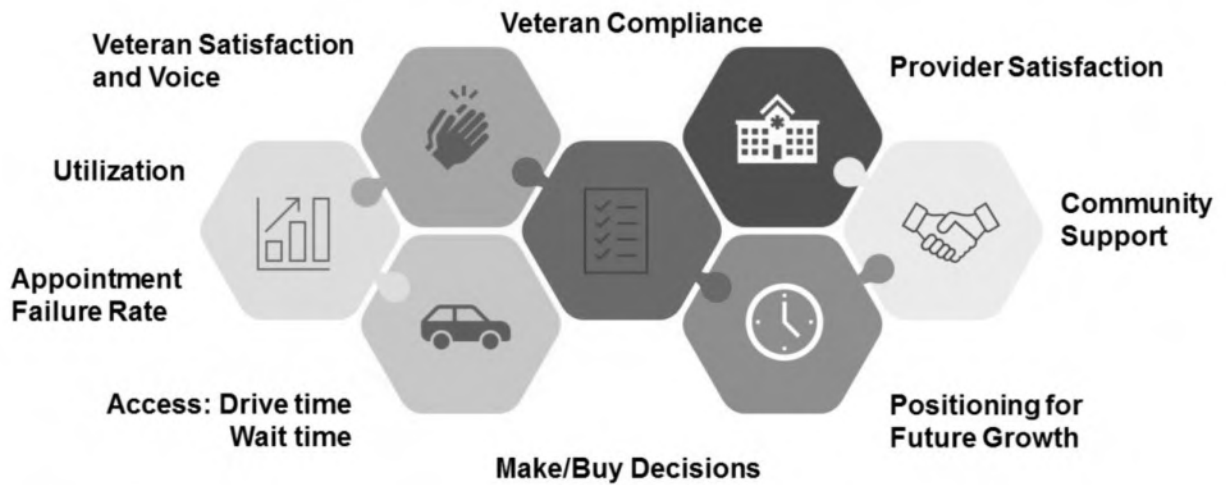 Veteran Compliance
Veteran Satisfaction
and Voice
Provider Satisfaction
Utilization
Community
Support
Appointment
Failure Rate
Access: Drive time
Wait time
Positioning for
Future Growth
Make/Buy Decisions